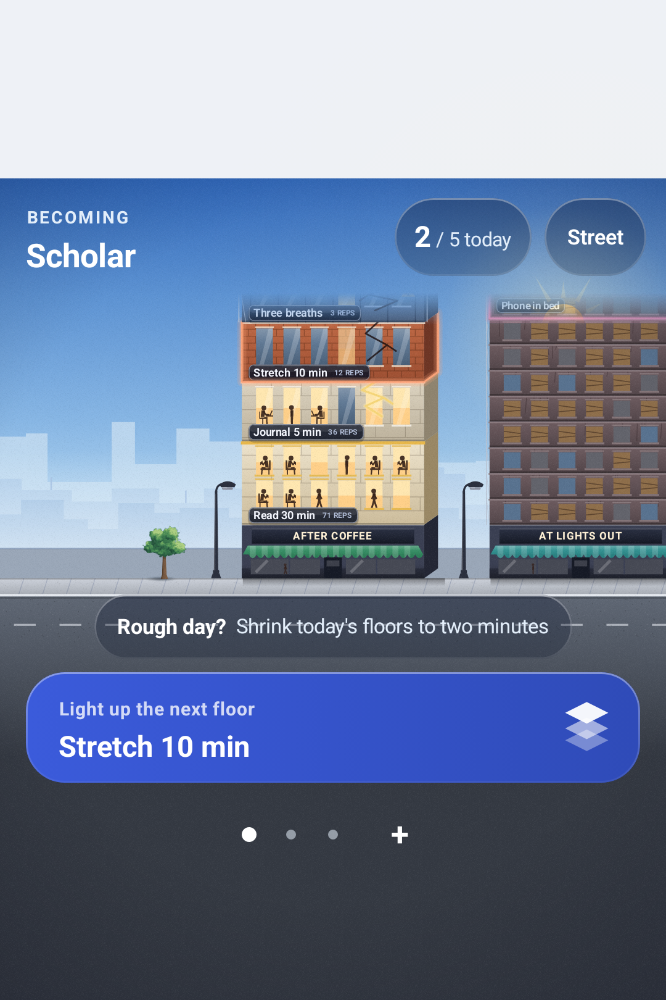 BECOMING
Scholar
2 / 5 today
Street
Three breaths 3 REPS
Phone in bed
Stretch 10 min 12 REPS
Journal 5 min 36 REPS
Read 30 min 71 REPS
AFTER COFFEE
AT LIGHTS OUT
Rough day? Shrink today's floors to two minutes
Light up the next floor
Stretch 10 min
+